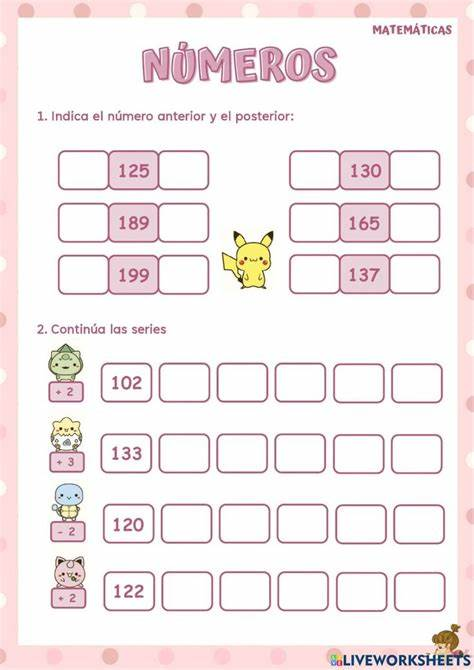 MATEMÁTICAS
NÚMEROS
1. Indica el número anterior y el posterior:
125 130
189 165
199 137
2. Continúa las series
102
+ 2
133
+ 3
120
- 2
122
+ 2
LIVEWORKSHEETS